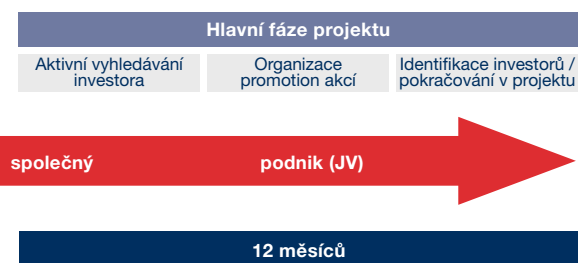 Hlavní fáze projektu
Aktivní vyhledávání
investora
Organizace
promotion akcí
Identifikace investorů /
pokračování v projektu
společný podnik (JV)
12 měsíců